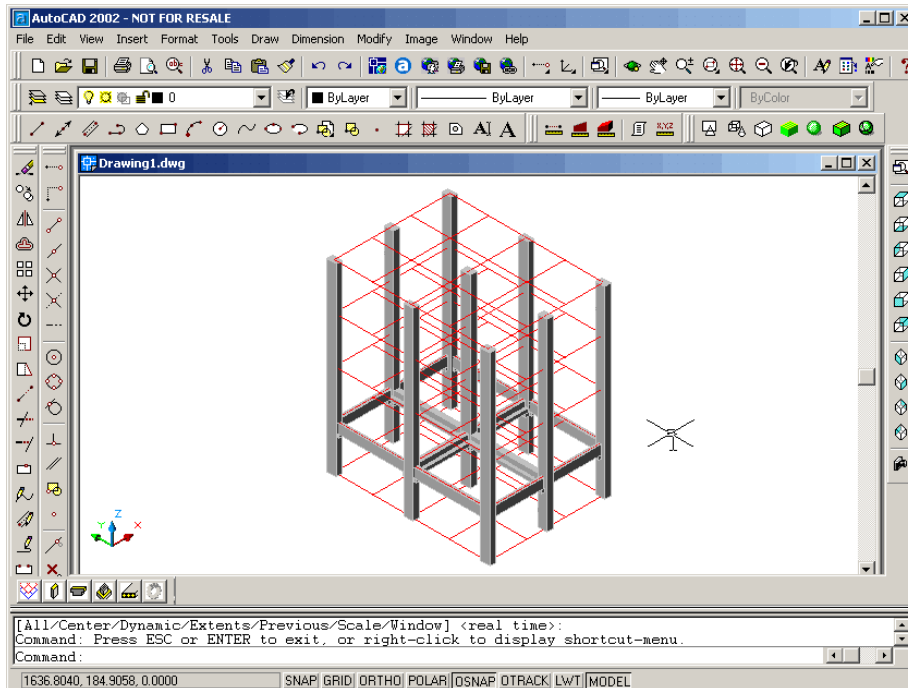 AutoCAD 2002 - NOT FOR RESALE
File Edit View Insert Format Tools Draw Dimension Modify Image Window Help
0 ByLayer ByLayer ByLayer ByColor
A X,Y,Z
Drawing1.dwg
Y Z X
[All/Center/Dynamic/Extents/Previous/Scale/Window] <real time>:
Command: Press ESC or ENTER to exit, or right-click to display shortcut-menu.
Command:
1636.8040, 184.9058, 0.0000 SNAP GRID ORTHO POLAR OSNAP OTRACK LWT MODEL